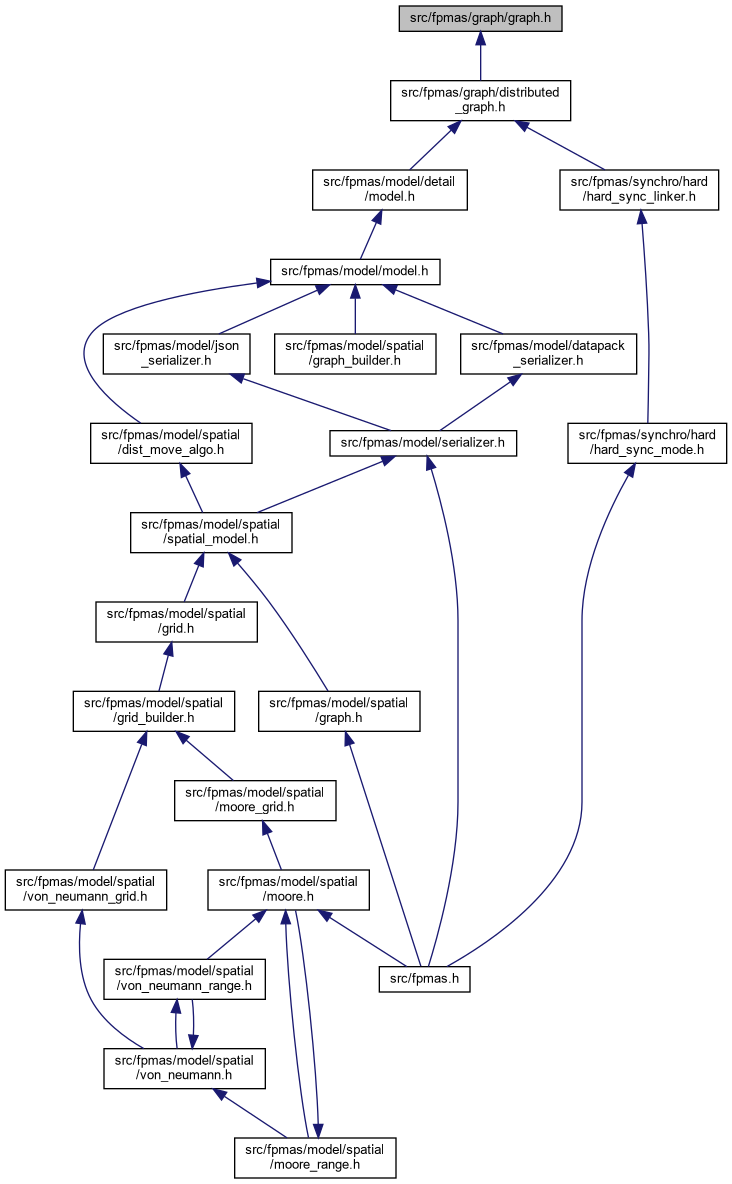 src/fpmas/graph/graph.h
src/fpmas/graph/distributed
_graph.h
src/fpmas/model/detail
/model.h
src/fpmas/synchro/hard
/hard_sync_linker.h
src/fpmas/model/model.h
src/fpmas/model/json
_serializer.h
src/fpmas/model/spatial
/graph_builder.h
src/fpmas/model/datapack
_serializer.h
src/fpmas/model/spatial
/dist_move_algo.h
src/fpmas/model/serializer.h
src/fpmas/synchro/hard
/hard_sync_mode.h
src/fpmas/model/spatial
/spatial_model.h
src/fpmas/model/spatial
/grid.h
src/fpmas/model/spatial
/grid_builder.h
src/fpmas/model/spatial
/graph.h
src/fpmas/model/spatial
/moore_grid.h
src/fpmas/model/spatial
/von_neumann_grid.h
src/fpmas/model/spatial
/moore.h
src/fpmas/model/spatial
/von_neumann_range.h
src/fpmas.h
src/fpmas/model/spatial
/von_neumann.h
src/fpmas/model/spatial
/moore_range.h